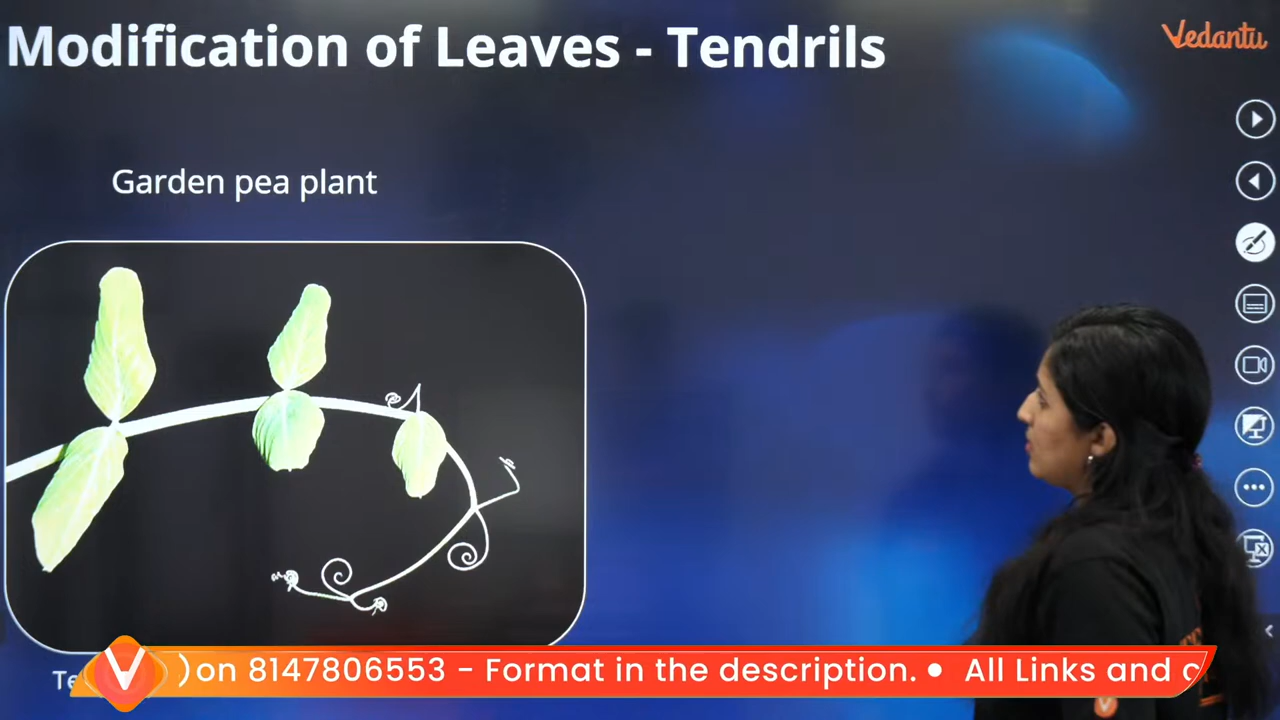 Modification of Leaves - Tendrils
Vedantu
Garden pea plant
) on 8147806553 - Format in the description. • All Links and